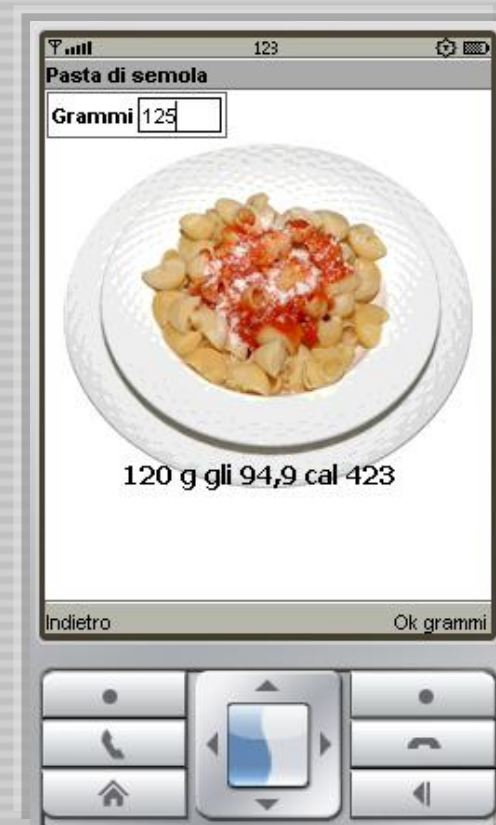 123
Pasta di semola
Grammi 125
120 g gli 94,9 cal 423
Indietro Ok grammi